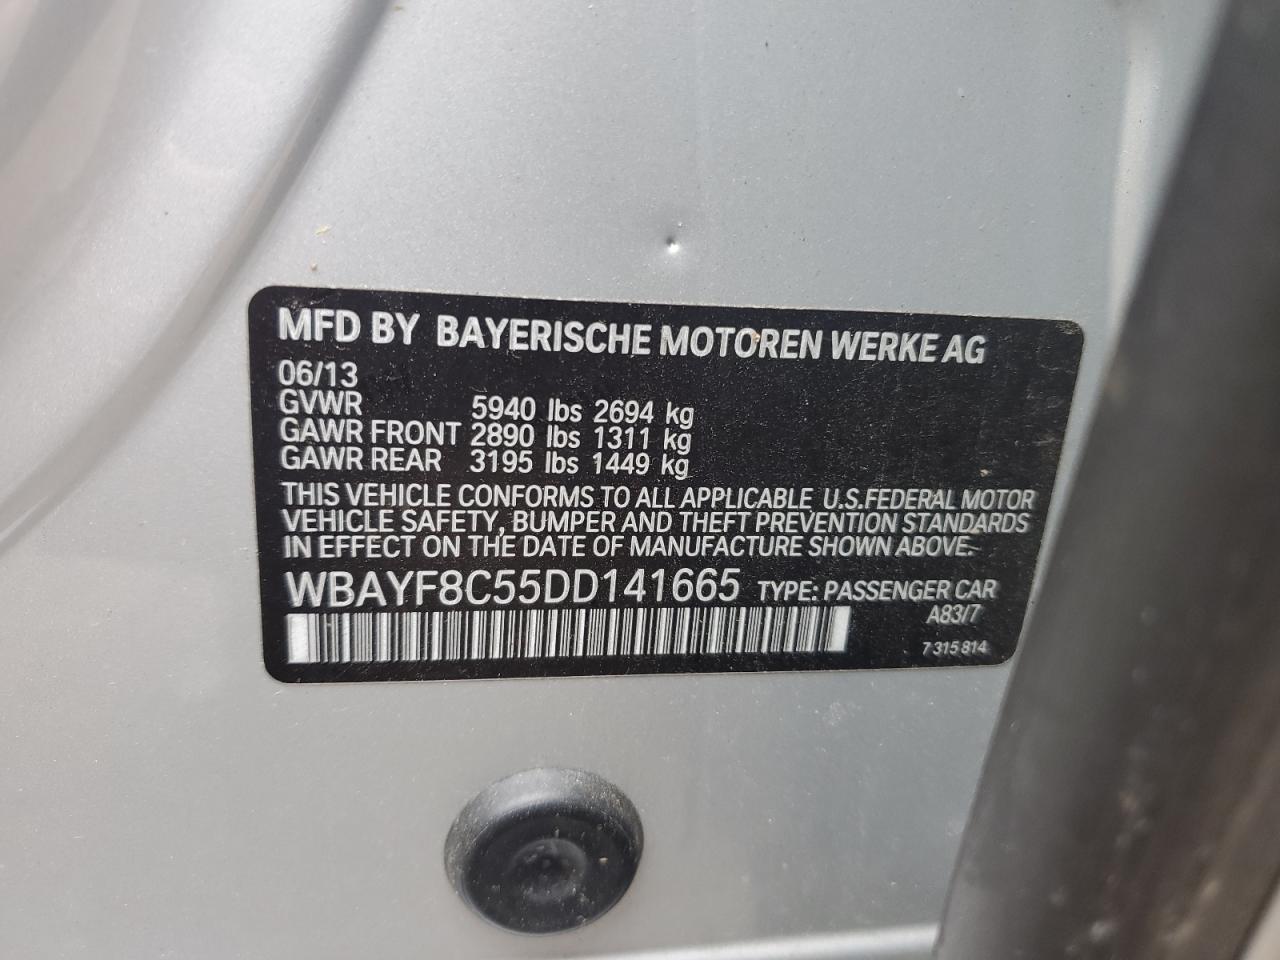 MFD BY BAYERISCHE MOTOREN WERKE AG
06/13
GVWR 5940 lbs 2694 kg
GAWR FRONT 2890 lbs 1311 kg
GAWR REAR 3195 lbs 1449 kg
THIS VEHICLE CONFORMS TO ALL APPLICABLE U.S.FEDERAL MOTOR
VEHICLE SAFETY, BUMPER AND THEFT PREVENTION STANDARDS
IN EFFECT ON THE DATE OF MANUFACTURE SHOWN ABOVE.
WBAYF8C55DD141665 TYPE: PASSENGER CAR
A83/7
7 315 814